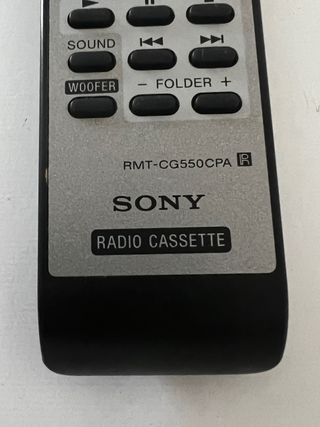 SOUND
WOOFER
- FOLDER +
RMT-CG550CPA
SONY
RADIO CASSETTE